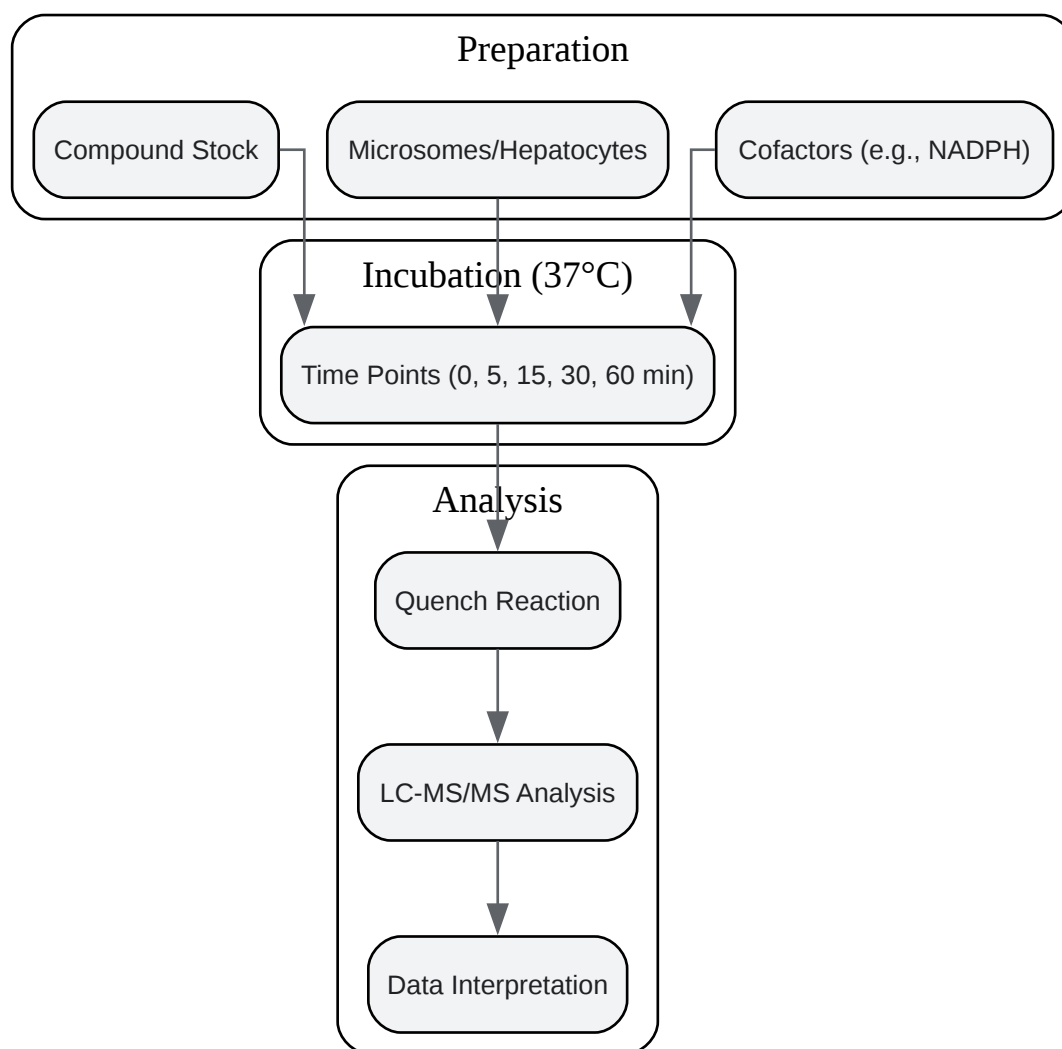 Preparation
Compound Stock
Microsomes/Hepatocytes
Cofactors (e.g., NADPH)
Incubation (37°C)
Time Points (0, 5, 15, 30, 60 min)
Analysis
Quench Reaction
LC-MS/MS Analysis
Data Interpretation